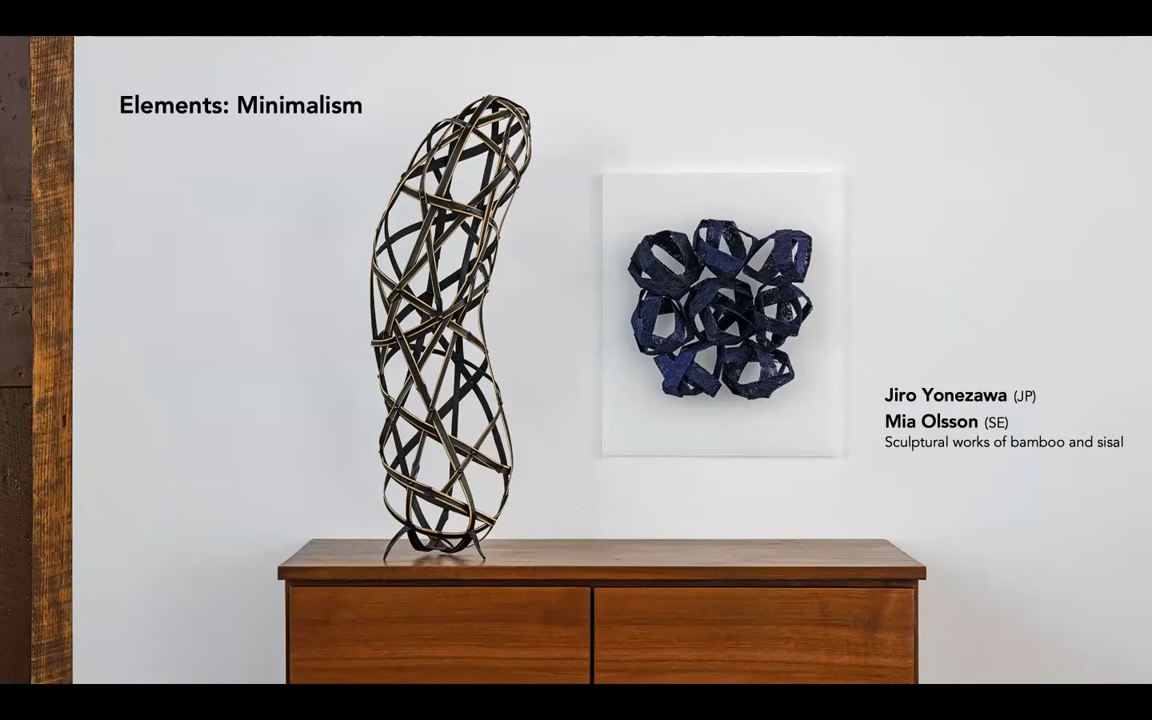 Elements: Minimalism
Jiro Yonezawa (JP)
Mia Olsson (SE)
Sculptural works of bamboo and sisal